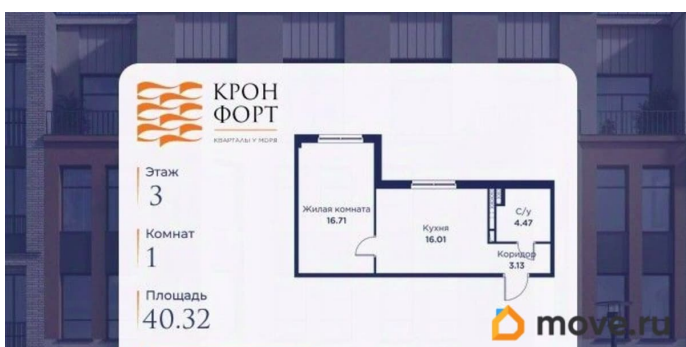 КРОН
ФОРТ
КВАРТАЛЫ У МОРЯ
Этаж
3
Комнат
1
Площадь
40.32
Жилая комната
16.71
Кухня
16.01
С/у
4.47
Коридор
3.13
move.ru